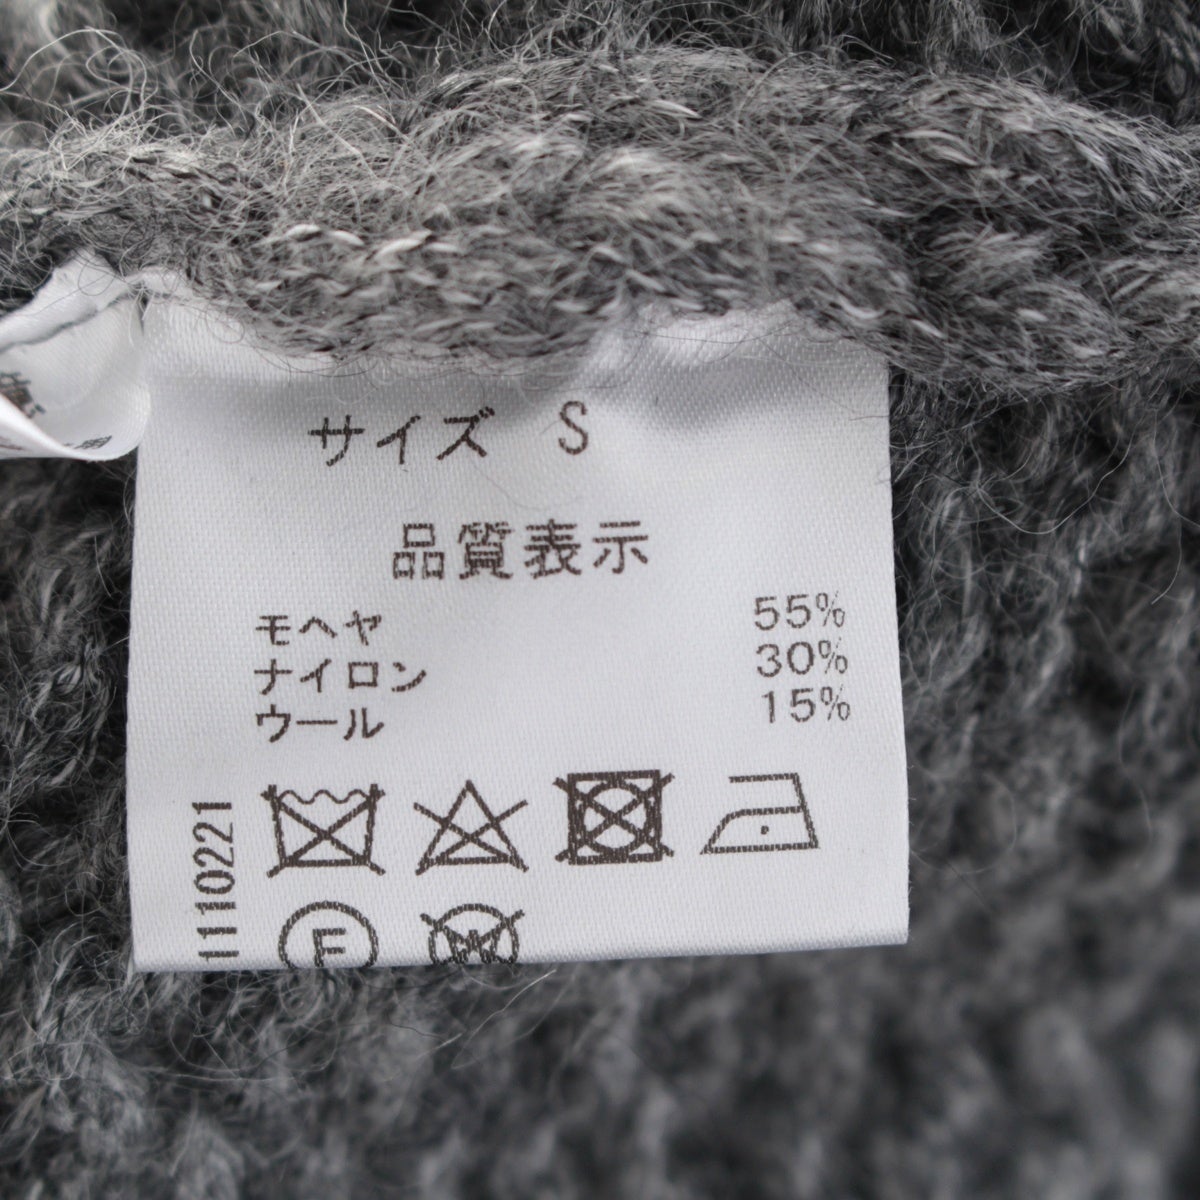 サイズ S
品質表示
モヘヤ 55%
ナイロン 30%
ウール 15%
1110221
F
W